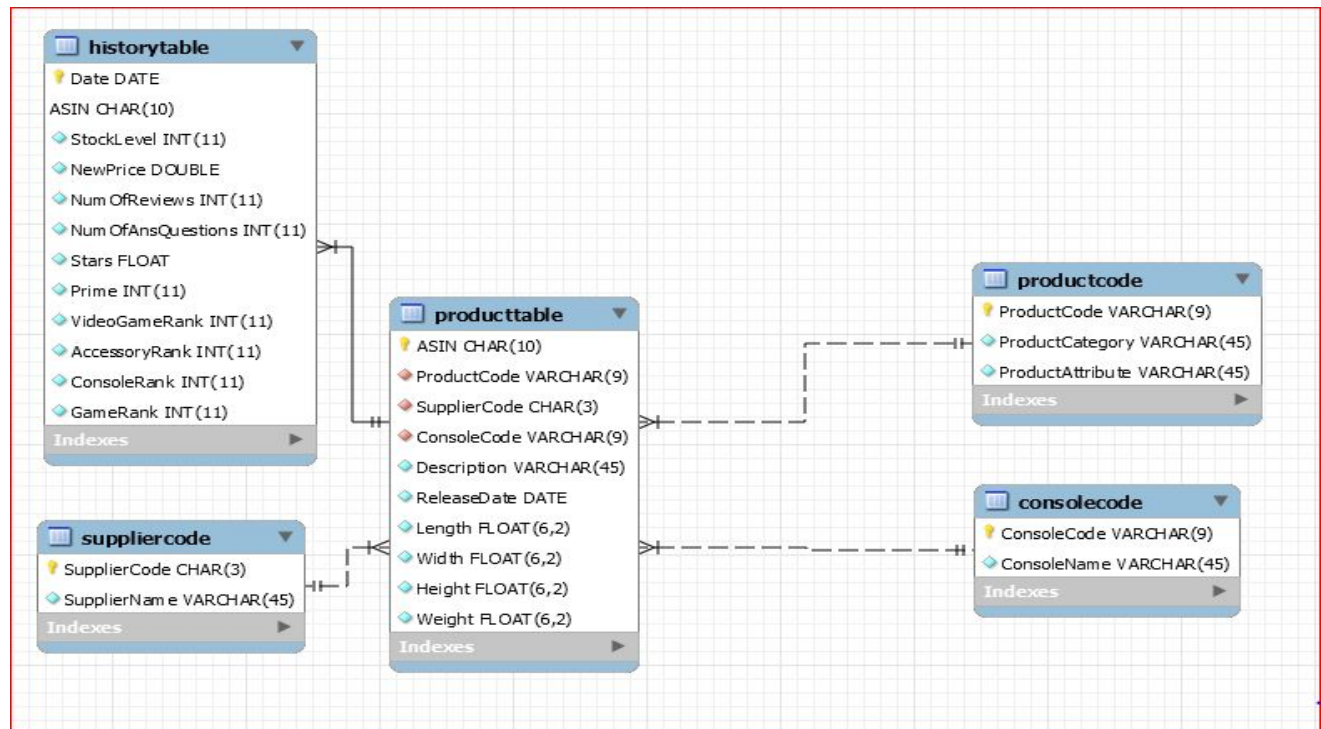 historytable
Date DATE
ASIN CHAR(10)
StockLevel INT(11)
NewPrice DOUBLE
NumOfReviews INT(11)
NumOfAnsQuestions INT(11)
Stars FLOAT
Prime INT(11)
VideoGameRank INT(11)
AccessoryRank INT(11)
ConsoleRank INT(11)
GameRank INT(11)
Indexes
suppliercode
SupplierCode CHAR(3)
SupplierName VARCHAR(45)
Indexes
producttable
ASIN CHAR(10)
ProductCode VARCHAR(9)
SupplierCode CHAR(3)
ConsoleCode VARCHAR(9)
Description VARCHAR(45)
ReleaseDate DATE
Length FLOAT(6,2)
Width FLOAT(6,2)
Height FLOAT(6,2)
Weight FLOAT(6,2)
Indexes
productcode
ProductCode VARCHAR(9)
ProductCategory VARCHAR(45)
ProductAttribute VARCHAR(45)
Indexes
consolecode
ConsoleCode VARCHAR(9)
ConsoleName VARCHAR(45)
Indexes